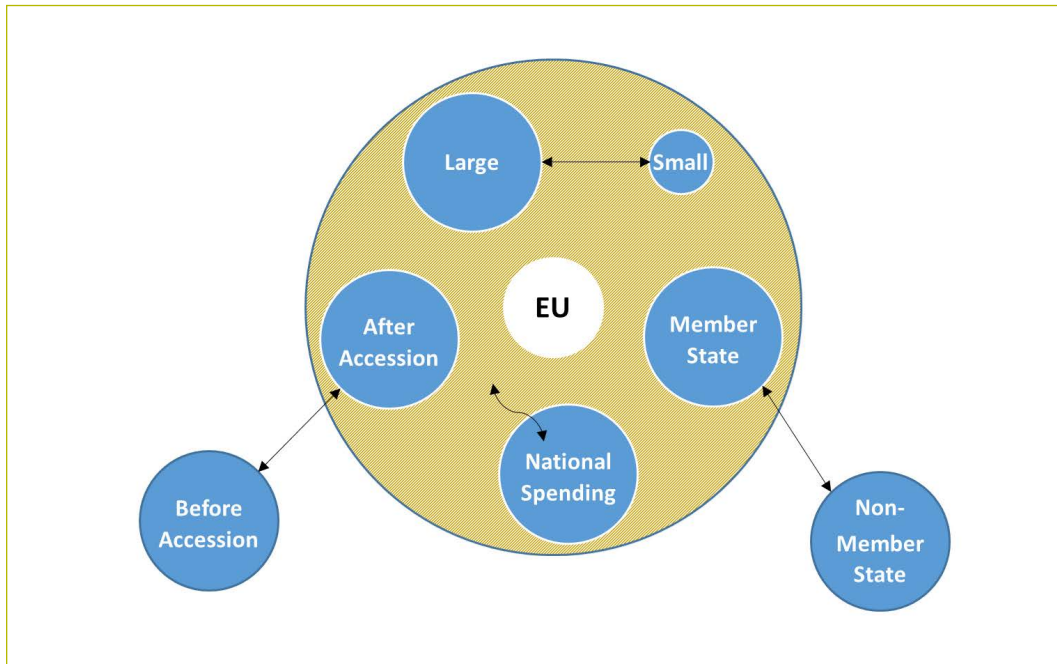 Large
Small
After
Accession
EU
Member
State
National
Spending
Before
Accession
Non-
Member
State